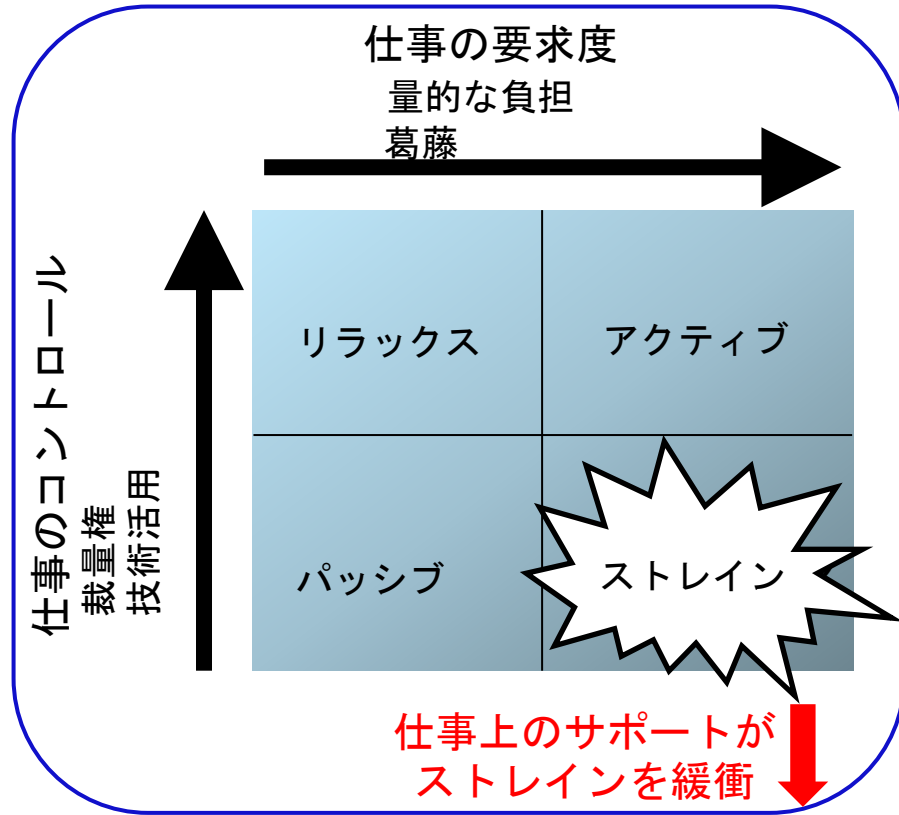 仕事の要求度
量的な負担
葛藤
仕事のコントロール
裁量権
技術活用
リラックス
アクティブ
パッシブ
ストレイン
仕事上のサポートが
ストレインを緩衝